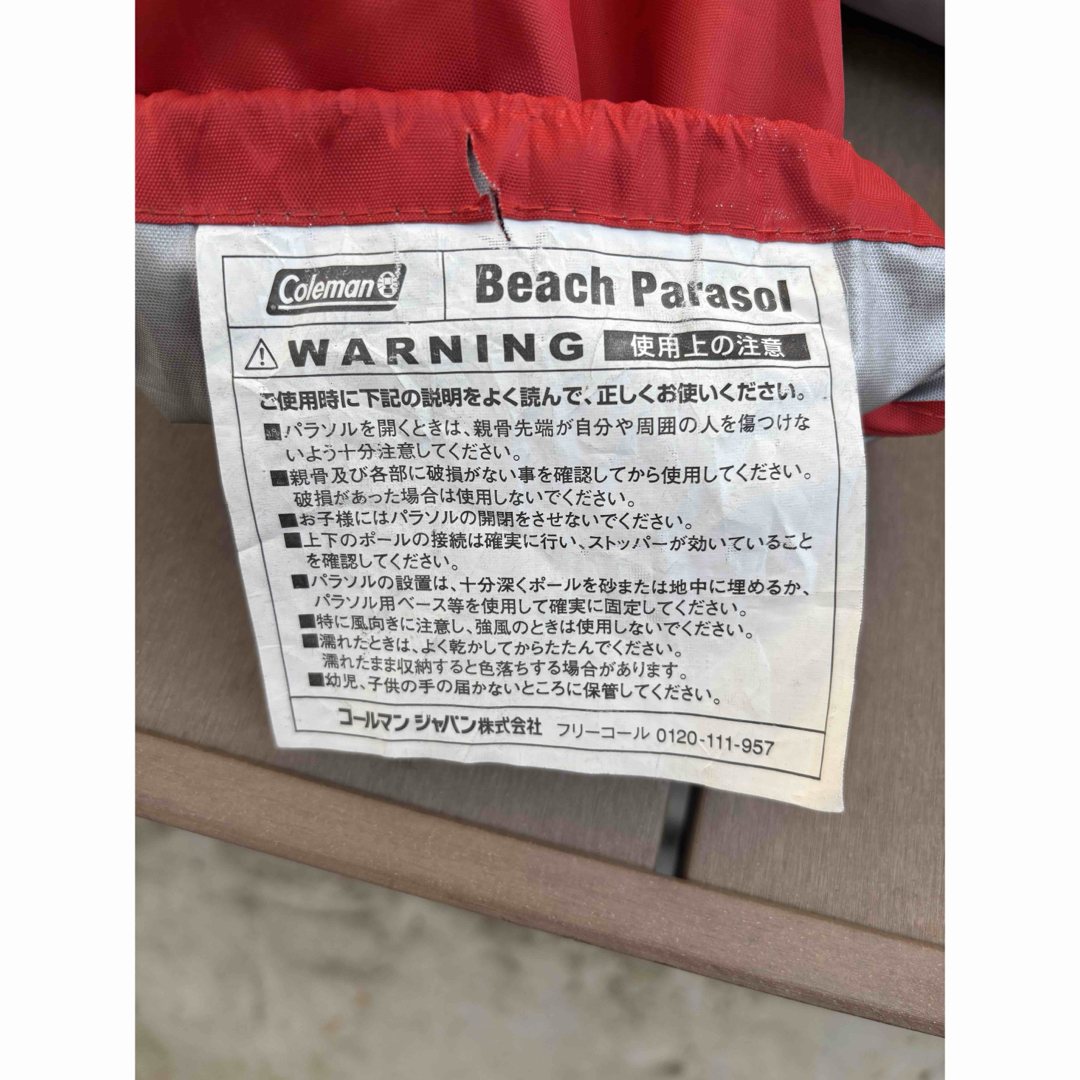 Coleman
Beach Parasol
WARNING 使用上の注意
ご使用時に下記の説明をよく読んで、正しくお使いください。
■パラソルを開くときは、親骨先端が自分や周囲の人を傷つけな
いよう十分注意してください。
■親骨及び各部に破損がない事を確認してから使用してください。
破損があった場合は使用しないでください。
■お子様にはパラソルの開閉をさせないでください。
■上下のポールの接続は確実に行い、ストッパーが効いていること
を確認してください。
■パラソルの設置は、十分深くポールを砂または地中に埋めるか、
パラソル用ベース等を使用して確実に固定してください。
■特に風向きに注意し、強風のときは使用しないでください。
■濡れたときは、よく乾かしてからたたんでください。
濡れたまま収納すると色落ちする場合があります。
■幼児、子供の手の届かないところに保管してください。
コールマン ジャパン株式会社 フリーコール 0120-111-957